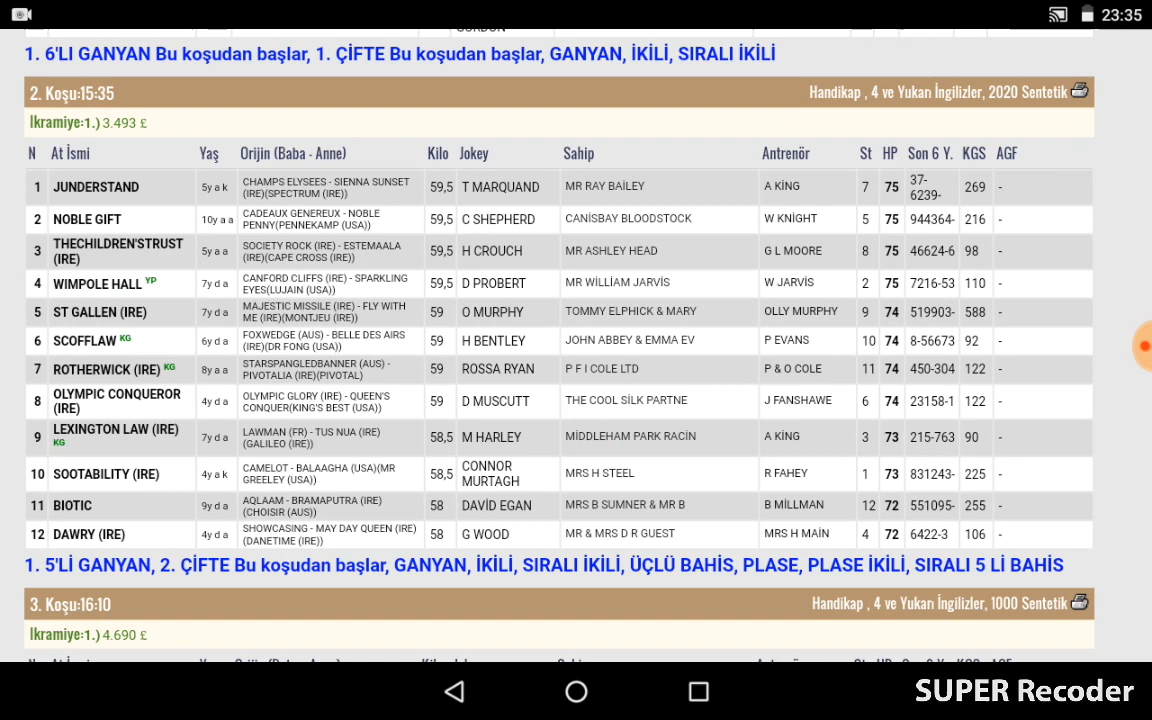 23:35
1. 6'LI GANYAN Bu koşudan başlar, 1. ÇİFTE Bu koşudan başlar, GANYAN, İKİLİ, SIRALI İKİLİ
2. Koşu:15:35 Handikap , 4 ve Yukarı İngilizler, 2020 Sentetik
İkramiye:1.) 3.493 £
N At İsmi Yaş Orijin (Baba - Anne) Kilo Jokey Sahip Antrenör St HP Son 6 Y. KGS AGF
1 JUNDERSTAND 5y a k CHAMPS ELYSEES - SIENNA SUNSET (IRE)(SPECTRUM (IRE)) 59,5 T MARQUAND MR RAY BAİLEY A KİNG 7 75 37-6239- 269 -
2 NOBLE GIFT 10y a a CADEAUX GENEREUX - NOBLE PENNY(PENNEKAMP (USA)) 59,5 C SHEPHERD CANİSBAY BLOODSTOCK W KNİGHT 5 75 944364- 216 -
3 THECHILDREN'STRUST (IRE) 5y a a SOCIETY ROCK (IRE) - ESTEMAALA (IRE)(CAPE CROSS (IRE)) 59,5 H CROUCH MR ASHLEY HEAD G L MOORE 8 75 46624-6 98 -
4 WIMPOLE HALL YP 7y d a CANFORD CLIFFS (IRE) - SPARKLING EYES(LUJAIN (USA)) 59,5 D PROBERT MR WİLLİAM JARVİS W JARVİS 2 75 7216-53 110 -
5 ST GALLEN (IRE) 7y d a MAJESTIC MISSILE (IRE) - FLY WITH ME (IRE)(MONTJEU (IRE)) 59 O MURPHY TOMMY ELPHICK & MARY OLLY MURPHY 9 74 519903- 588 -
6 SCOFFLAW KG 6y d a FOXWEDGE (AUS) - BELLE DES AIRS (IRE)(DR FONG (USA)) 59 H BENTLEY JOHN ABBEY & EMMA EV P EVANS 10 74 8-56673 92 -
7 ROTHERWICK (IRE) KG 8y a a STARSPANGLEDBANNER (AUS) - PIVOTALIA (IRE)(PIVOTAL) 59 ROSSA RYAN P F I COLE LTD P & O COLE 11 74 450-304 122 -
8 OLYMPIC CONQUEROR (IRE) 4y d a OLYMPIC GLORY (IRE) - QUEEN'S CONQUER(KING'S BEST (USA)) 59 D MUSCUTT THE COOL SİLK PARTNE J FANSHAWE 6 74 23158-1 122 -
9 LEXINGTON LAW (IRE) KG 7y d a LAWMAN (FR) - TUS NUA (IRE)(GALILEO (IRE)) 58,5 M HARLEY MİDDLEHAM PARK RACİN A KİNG 3 73 215-763 90 -
10 SOOTABILITY (IRE) 4y a k CAMELOT - BALAAGHA (USA)(MR GREELEY (USA)) 58,5 CONNOR MURTAGH MRS H STEEL R FAHEY 1 73 831243- 225 -
11 BIOTIC 9y d a AQLAAM - BRAMAPUTRA (IRE)(CHOISIR (AUS)) 58 DAVİD EGAN MRS B SUMNER & MR B B MİLLMAN 12 72 551095- 255 -
12 DAWRY (IRE) 4y d a SHOWCASING - MAY DAY QUEEN (IRE)(DANETIME (IRE)) 58 G WOOD MR & MRS D R GUEST MRS H MAİN 4 72 6422-3 106 -
1. 5'Lİ GANYAN, 2. ÇİFTE Bu koşudan başlar, GANYAN, İKİLİ, SIRALI İKİLİ, ÜÇLÜ BAHİS, PLASE, PLASE İKİLİ, SIRALI 5 Lİ BAHİS
3. Koşu:16:10 Handikap , 4 ve Yukarı İngilizler, 1000 Sentetik
İkramiye:1.) 4.690 £
SUPER Recorder